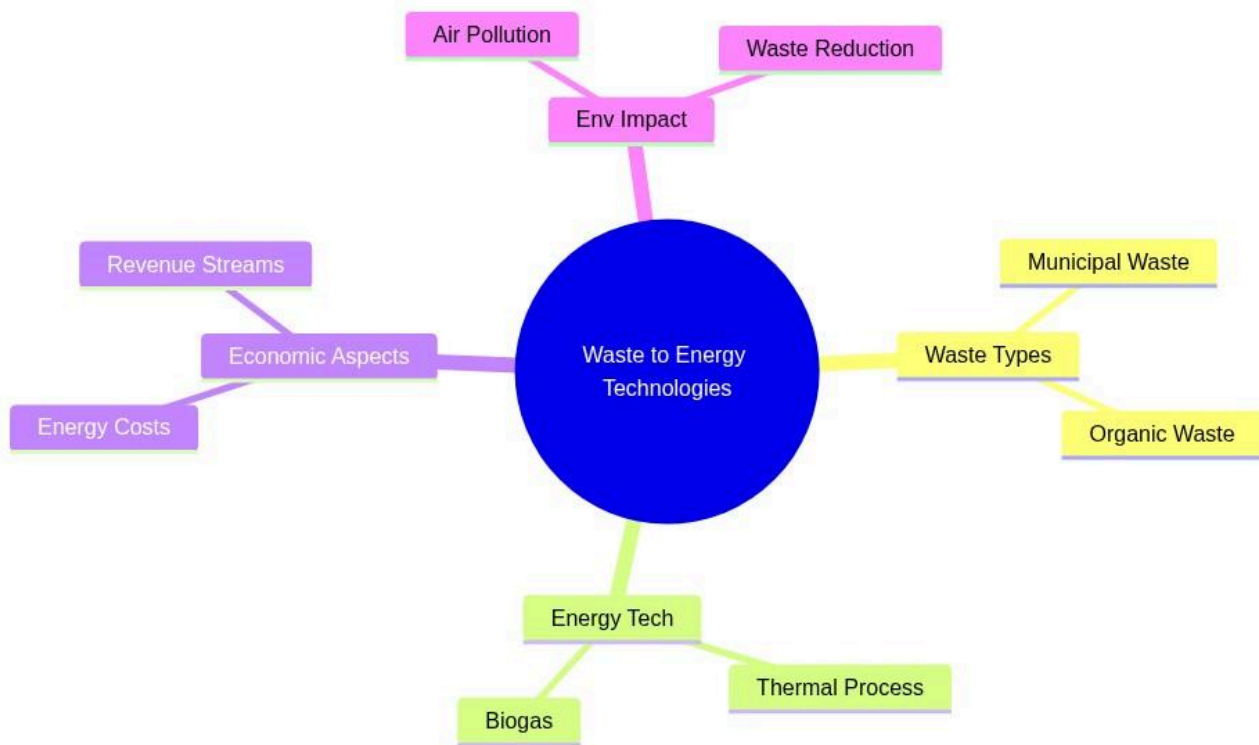 Air Pollution
Waste Reduction
Env Impact
Revenue Streams
Economic Aspects
Energy Costs
Waste to Energy
Technologies
Municipal Waste
Waste Types
Organic Waste
Energy Tech
Thermal Process
Biogas